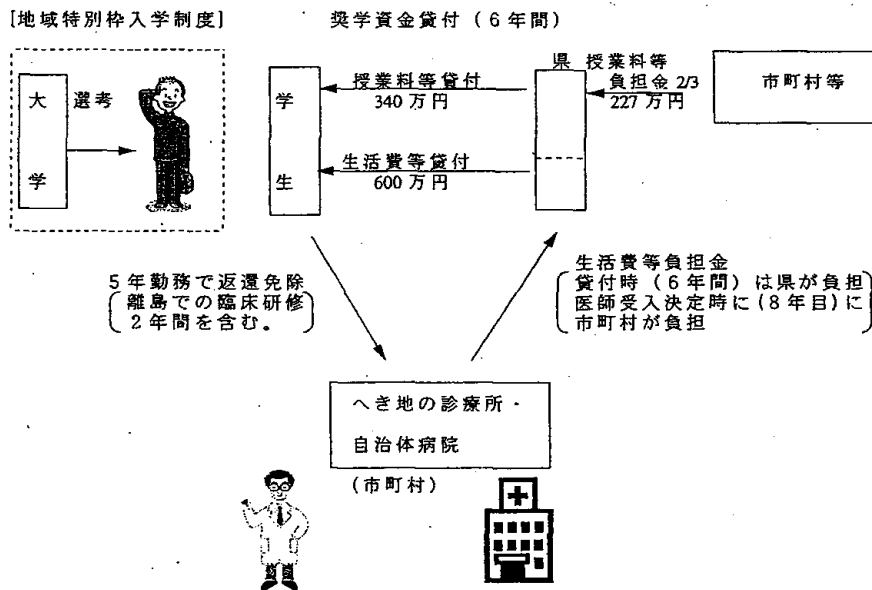 [地域特別枠入学制度]
奨学資金貸付(6年間)
大学
選考
学生
授業料等貸付
340万円
生活費等貸付
600万円
県 授業料等
負担金 2/3
227万円
市町村等
5年勤務で返還免除
離島での臨床研修
2年間を含む。
生活費等負担金
貸付時(6年間)は県が負担
医師受入決定時に(8年目)に
市町村が負担
へき地の診療所・
自治体病院
(市町村)